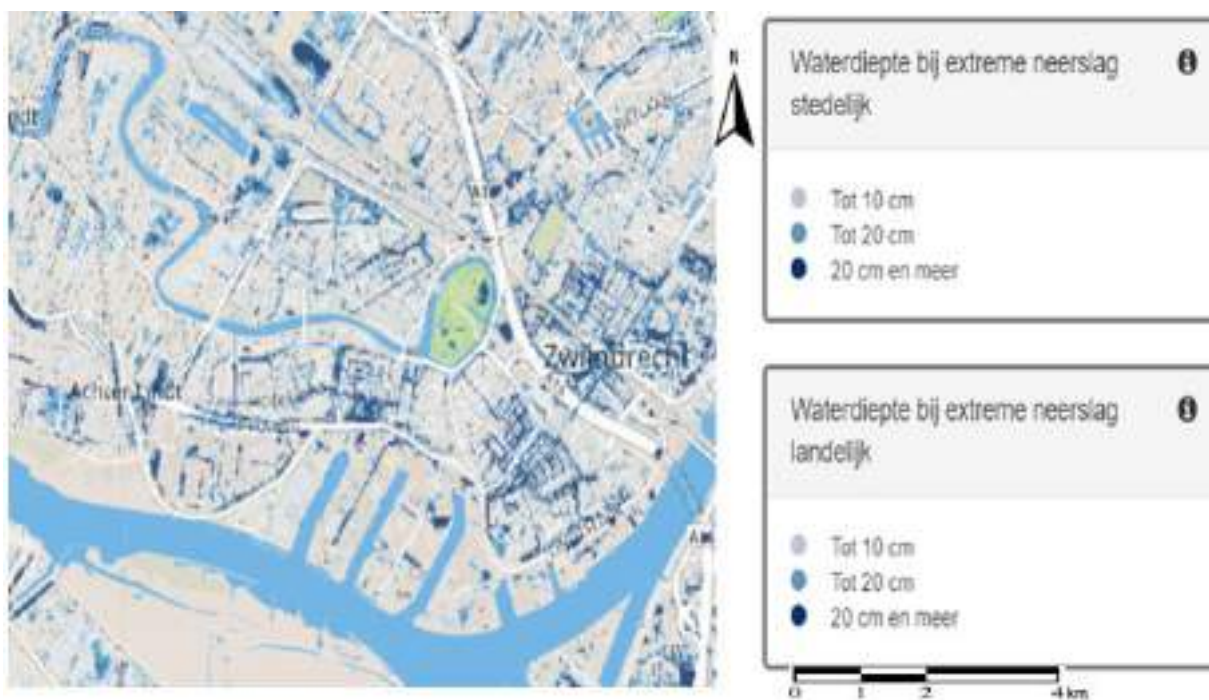 N
Waterdiepte bij extreme neerslag
stedelijk
Tot 10 cm
Tot 20 cm
20 cm en meer
Zwijndrecht
Waterdiepte bij extreme neerslag
landelijk
Tot 10 cm
Tot 20 cm
20 cm en meer
0 1 2 4 km